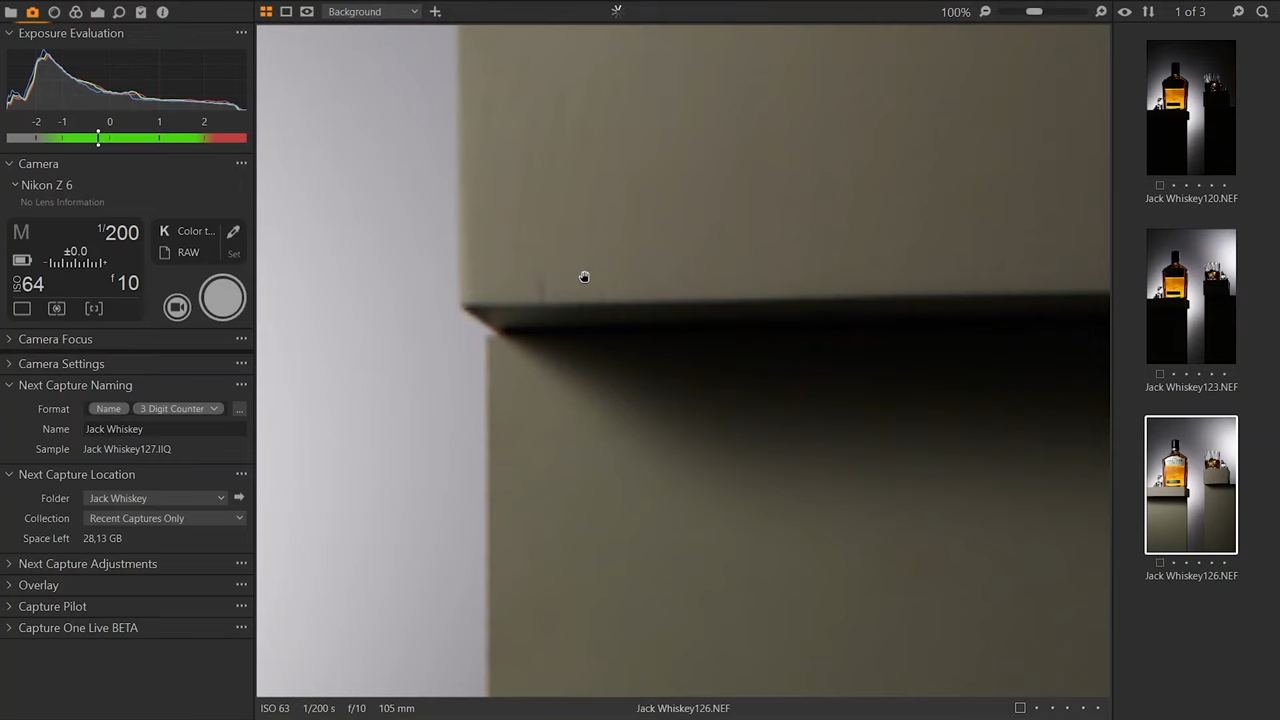 Background
100%
1 of 3
Exposure Evaluation
-2 -1 0 1 2
Camera
Nikon Z 6
No Lens Information
M 1/200
±0.0
ISO 64 f 10
K Color t...
RAW
Set
Camera Focus
Camera Settings
Next Capture Naming
Format Name 3 Digit Counter ...
Name Jack Whiskey
Sample Jack Whiskey127.IIQ
Next Capture Location
Folder Jack Whiskey
Collection Recent Captures Only
Space Left 28,13 GB
Next Capture Adjustments
Overlay
Capture Pilot
Capture One Live BETA
ISO 63 1/200 s f/10 105 mm
Jack Whiskey126.NEF
Jack Whiskey120.NEF
Jack Whiskey123.NEF
Jack Whiskey126.NEF